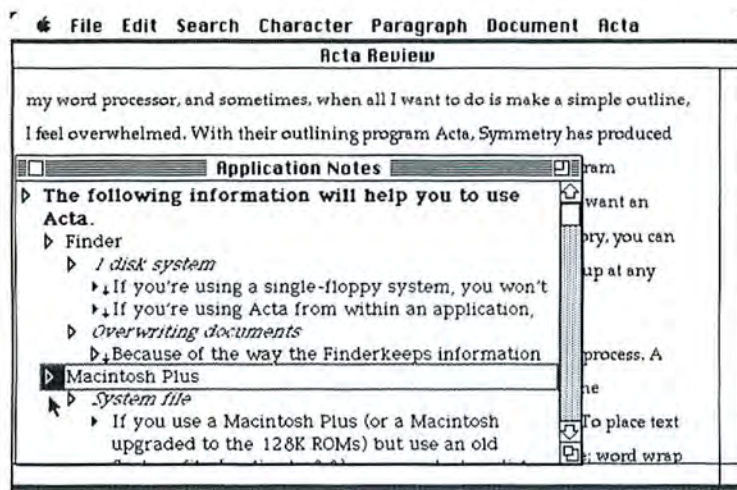 File Edit Search Character Paragraph Document Acta
Acta Review
my word processor, and sometimes, when all I want to do is make a simple outline,
I feel overwhelmed. With their outlining program Acta, Symmetry has produced
Application Notes
ram
The following information will help you to use
want an
Acta.
ory, you can
Finder
1 disk system
up at any
If you're using a single-floppy system, you won't
If you're using Acta from within an application,
Overwriting documents
Because of the way the Finderkeeps information
process. A
Macintosh Plus
ne
System file
If you use a Macintosh Plus (or a Macintosh
To place text
upgraded to the 128K ROMs) but use an old
; word wrap